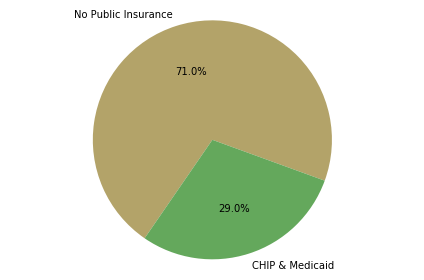 No Public Insurance
71.0%
29.0%
CHIP & Medicaid